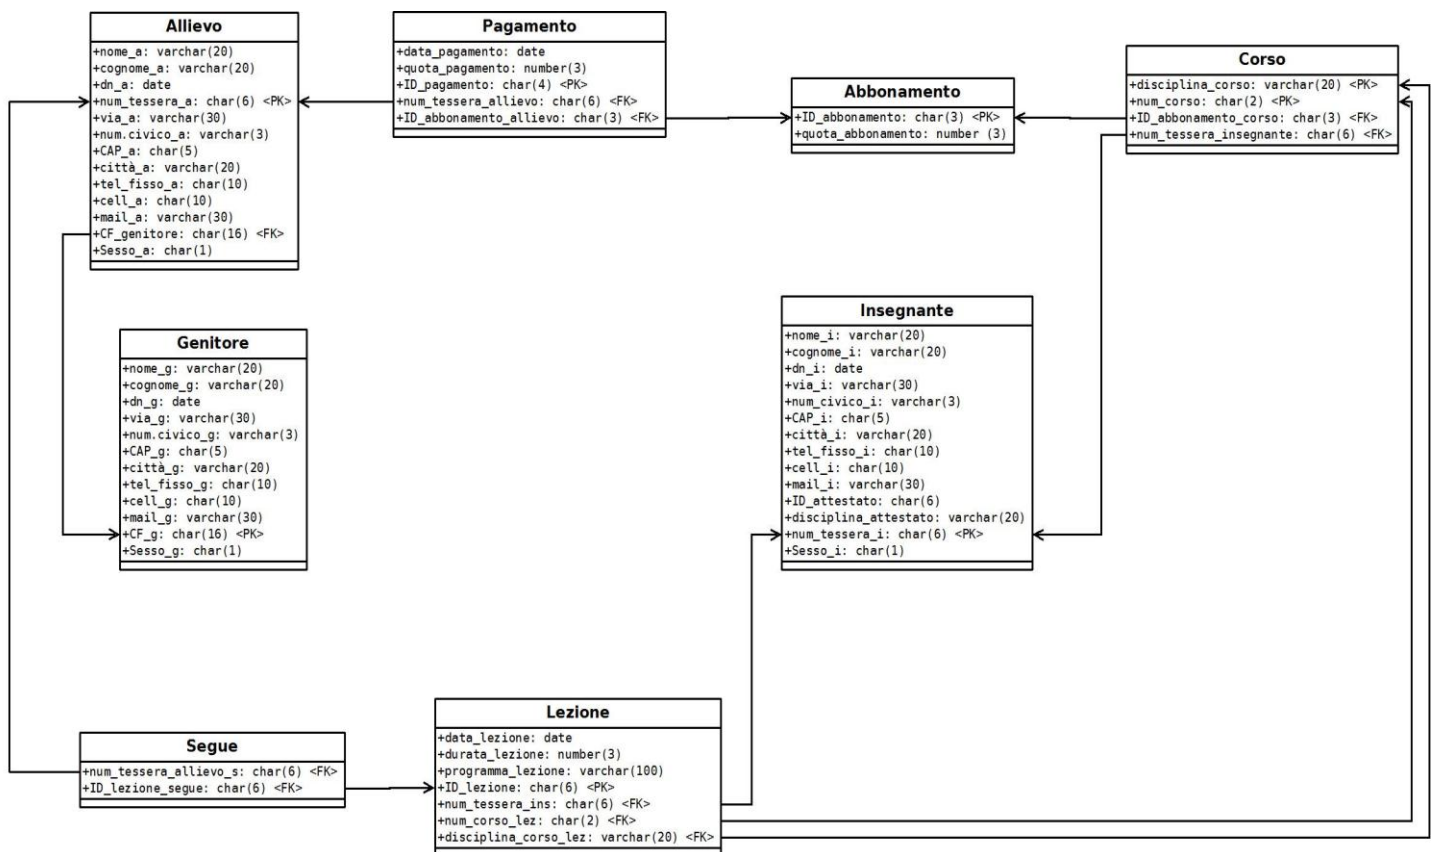 Allievo
+nome_a: varchar(20)
+cognome_a: varchar(20)
+dn_a: date
+num_tessera_a: char(6) <PK>
+via_a: varchar(30)
+num.civico_a: varchar(3)
+CAP_a: char(5)
+città_a: varchar(20)
+tel_fisso_a: char(10)
+cell_a: char(10)
+mail_a: varchar(30)
+CF_genitore: char(16) <FK>
+Sesso_a: char(1)
Pagamento
+data_pagamento: date
+quota_pagamento: number(3)
+ID_pagamento: char(4) <PK>
+num_tessera_allievo: char(6) <FK>
+ID_abbonamento_allievo: char(3) <FK>
Abbonamento
+ID_abbonamento: char(3) <PK>
+quota_abbonamento: number (3)
Corso
+disciplina_corso: varchar(20) <PK>
+num_corso: char(2) <PK>
+ID_abbonamento_corso: char(3) <FK>
+num_tessera_insegnante: char(6) <FK>
Genitore
+nome_g: varchar(20)
+cognome_g: varchar(20)
+dn_g: date
+via_g: varchar(30)
+num.civico_g: varchar(3)
+CAP_g: char(5)
+città_g: varchar(20)
+tel_fisso_g: char(10)
+cell_g: char(10)
+mail_g: varchar(30)
+CF_g: char(16) <PK>
+Sesso_g: char(1)
Insegnante
+nome_i: varchar(20)
+cognome_i: varchar(20)
+dn_i: date
+via_i: varchar(30)
+num_civico_i: varchar(3)
+CAP_i: char(5)
+città_i: varchar(20)
+tel_fisso_i: char(10)
+cell_i: char(10)
+mail_i: varchar(30)
+ID_attestato: char(6)
+disciplina_attestato: varchar(20)
+num_tessera_i: char(6) <PK>
+Sesso_i: char(1)
Segue
+num_tessera_allievo_s: char(6) <FK>
+ID_lezione_segue: char(6) <FK>
Lezione
+data_lezione: date
+durata_lezione: number(3)
+programma_lezione: varchar(100)
+ID_lezione: char(6) <PK>
+num_tessera_ins: char(6) <FK>
+num_corso_lez: char(2) <FK>
+disciplina_corso_lez: varchar(20) <FK>